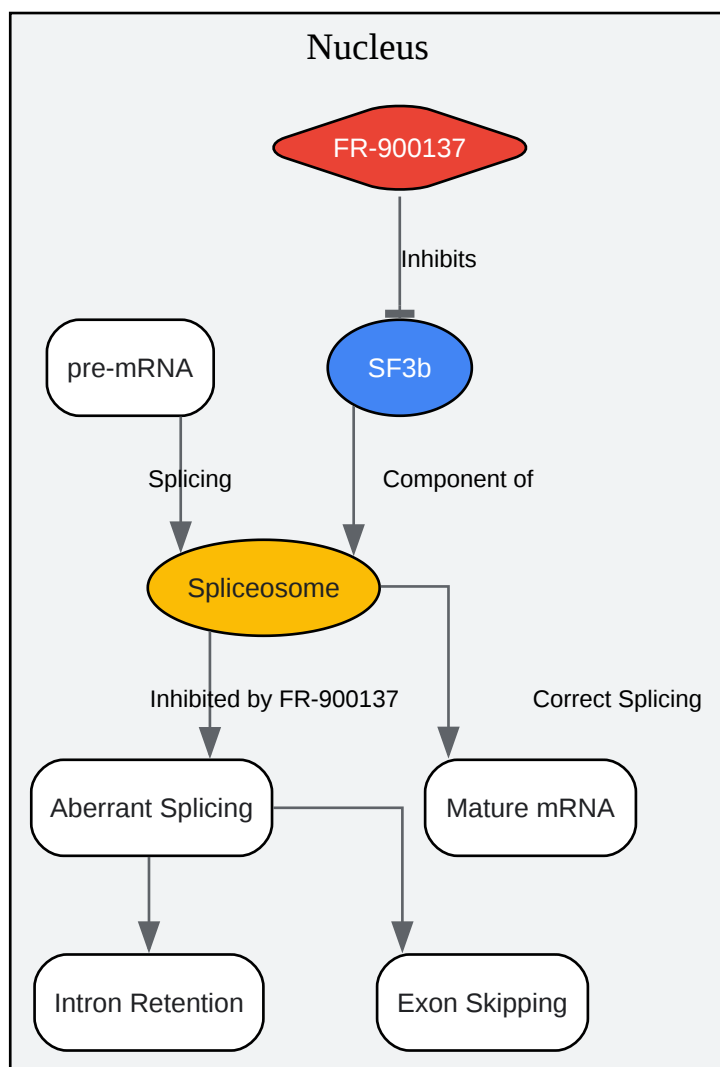 Nucleus
FR-900137
Inhibits
pre-mRNA
SF3b
Splicing
Component of
Spliceosome
Inhibited by FR-900137
Correct Splicing
Aberrant Splicing
Mature mRNA
Intron Retention
Exon Skipping